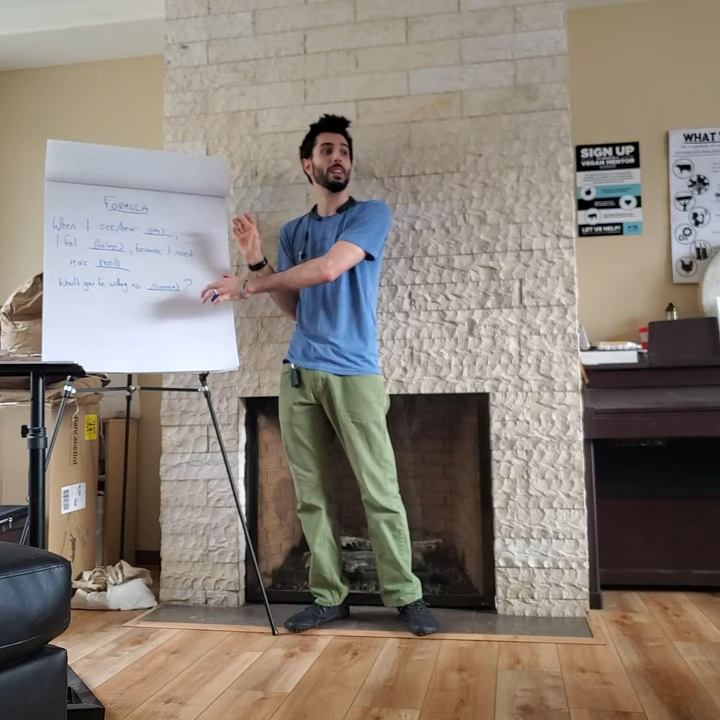 FORMULA
When I see/hear (obs),
I feel (feelings), because I need
more (need)
Would you be willing to ?
SIGN UP
VEGAN MENTOR
LET US HELP!
WHAT